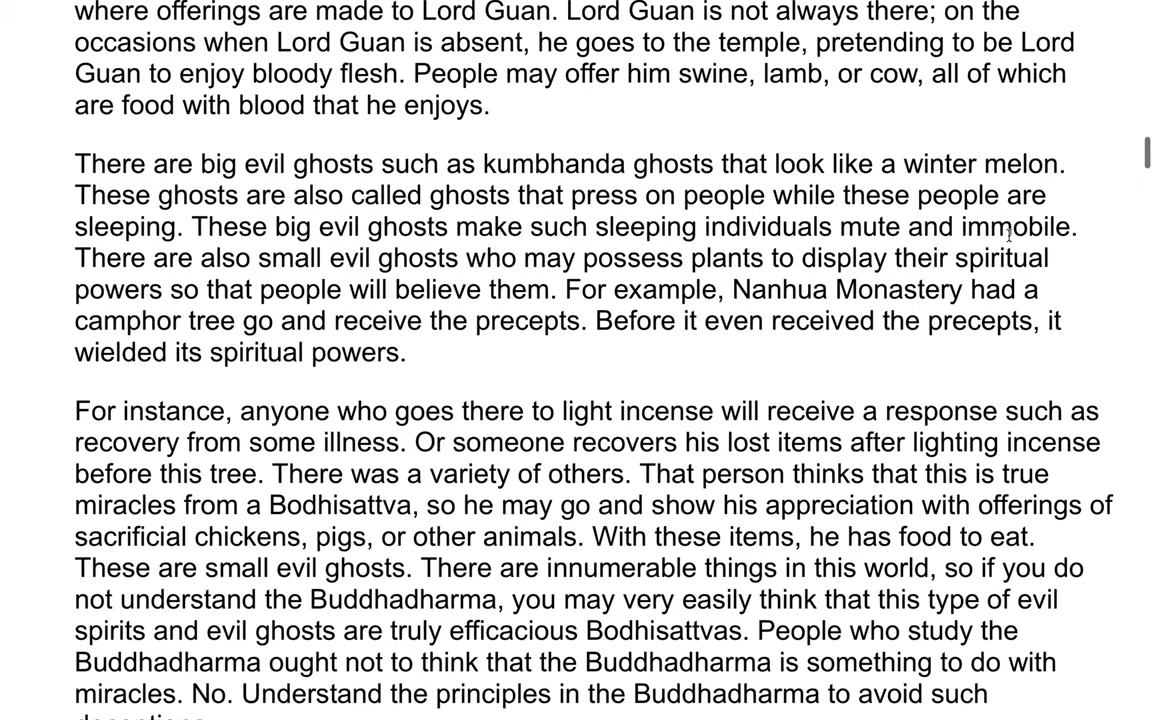 where offerings are made to Lord Guan. Lord Guan is not always there; on the
occasions when Lord Guan is absent, he goes to the temple, pretending to be Lord
Guan to enjoy bloody flesh. People may offer him swine, lamb, or cow, all of which
are food with blood that he enjoys.
There are big evil ghosts such as kumbhanda ghosts that look like a winter melon.
These ghosts are also called ghosts that press on people while these people are
sleeping. These big evil ghosts make such sleeping individuals mute and immobile.
There are also small evil ghosts who may possess plants to display their spiritual
powers so that people will believe them. For example, Nanhua Monastery had a
camphor tree go and receive the precepts. Before it even received the precepts, it
wielded its spiritual powers.
For instance, anyone who goes there to light incense will receive a response such as
recovery from some illness. Or someone recovers his lost items after lighting incense
before this tree. There was a variety of others. That person thinks that this is true
miracles from a Bodhisattva, so he may go and show his appreciation with offerings of
sacrificial chickens, pigs, or other animals. With these items, he has food to eat.
These are small evil ghosts. There are innumerable things in this world, so if you do
not understand the Buddhadharma, you may very easily think that this type of evil
spirits and evil ghosts are truly efficacious Bodhisattvas. People who study the
Buddhadharma ought not to think that the Buddhadharma is something to do with
miracles. No. Understand the principles in the Buddhadharma to avoid such